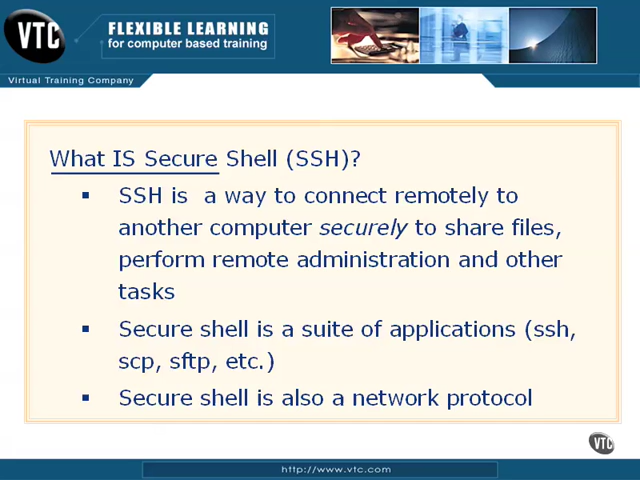 VTC
FLEXIBLE LEARNING
for computer based training
Virtual Training Company
What IS Secure Shell (SSH)?
▪ SSH is a way to connect remotely to
another computer securely to share files,
perform remote administration and other
tasks
▪ Secure shell is a suite of applications (ssh,
scp, sftp, etc.)
▪ Secure shell is also a network protocol
VTC
http://www.vtc.com